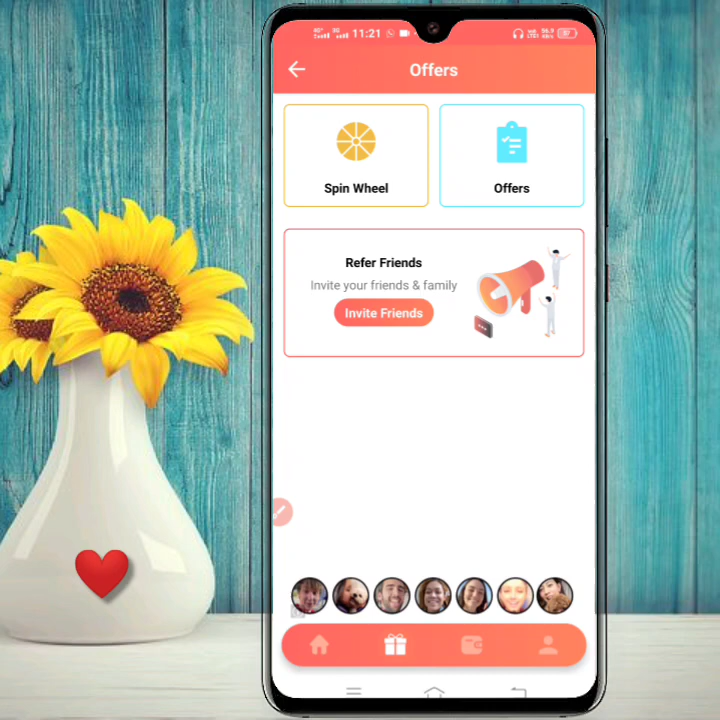 11:21
Offers
Spin Wheel
Offers
Refer Friends
Invite your friends & family
Invite Friends